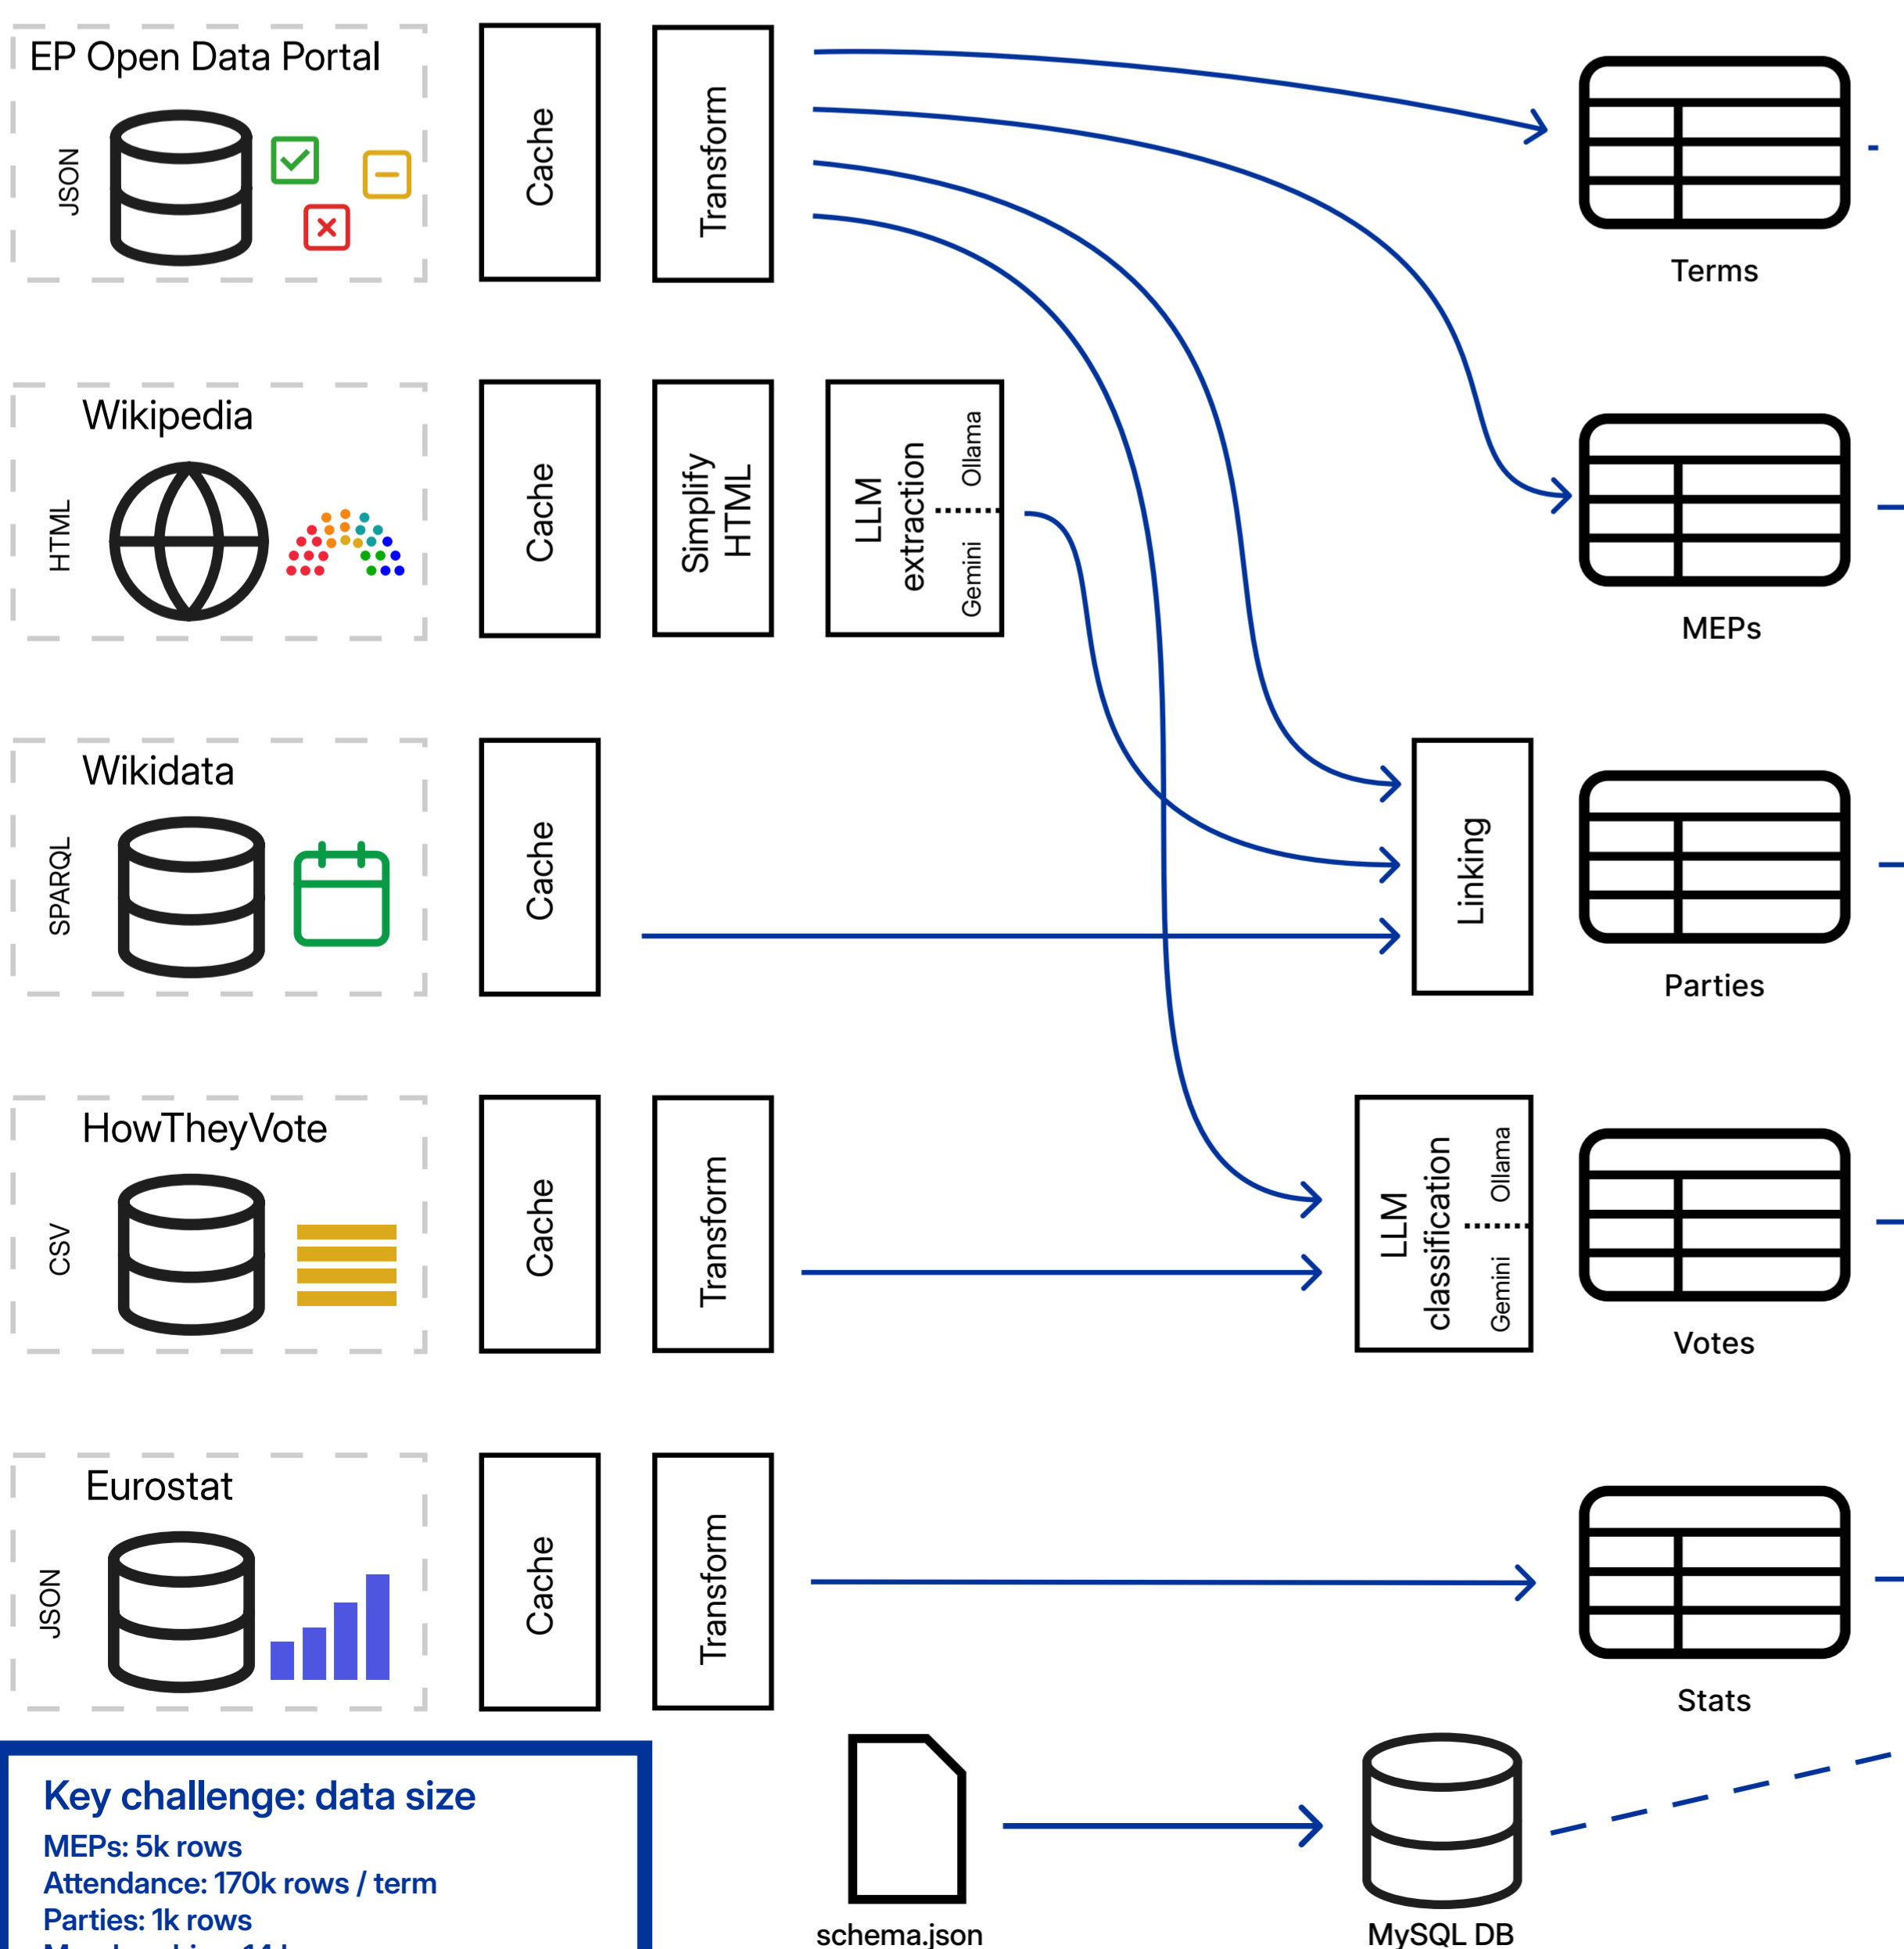 EP Open Data Portal
JSON
Cache
Transform
Terms
Wikipedia
HTML
Cache
Simplify
HTML
LLM
extraction
Gemini
Ollama
MEPs
Wikidata
SPARQL
Cache
Linking
Parties
HowTheyVote
CSV
Cache
Transform
LLM
classification
Gemini
Ollama
Votes
Eurostat
JSON
Cache
Transform
Stats
Key challenge: data size
MEPs: 5k rows
Attendance: 170k rows / term
Parties: 1k rows
schema.json
MySQL DB